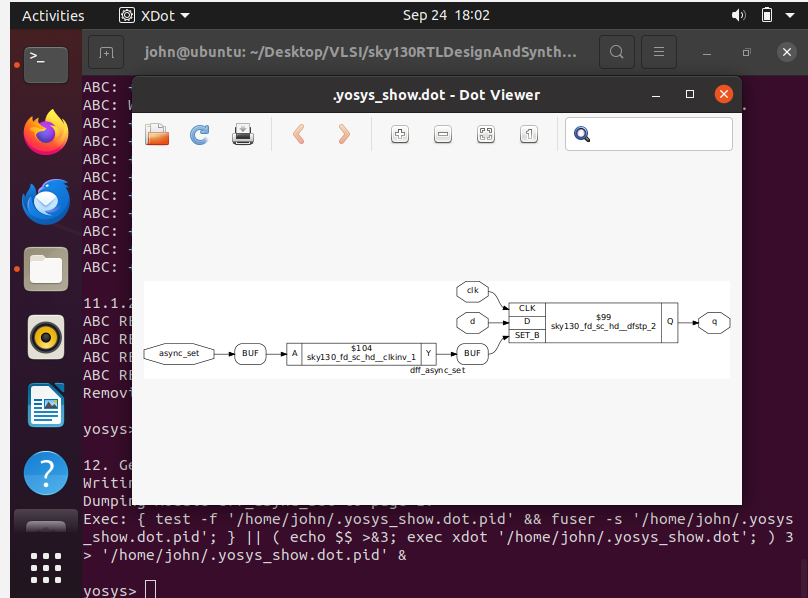 Activities
XDot
Sep 24 18:02
john@ubuntu: ~/Desktop/VLSI/sky130RTLDesignAndSynth...
.yosys_show.dot - Dot Viewer
ABC: +
ABC: W
ABC: +
ABC: +
ABC: +
ABC: +
ABC: +
ABC: +
ABC: +
ABC: +
ABC: +
clk
CLK
d
D
SET_B
$99
sky130_fd_sc_hd__dfstp_2
Q
q
async_set
BUF
A
$104
sky130_fd_sc_hd__clkinv_1
Y
BUF
dff_async_set
11.1.2
ABC RE
ABC RE
ABC RE
ABC RE
Removi
yosys>
12. Ge
Writin
Dumping
Exec: { test -f '/home/john/.yosys_show.dot.pid' && fuser -s '/home/john/.yosys
_show.dot.pid'; } || ( echo $$ >&3; exec xdot '/home/john/.yosys_show.dot'; ) 3
> '/home/john/.yosys_show.dot.pid' &
yosys>